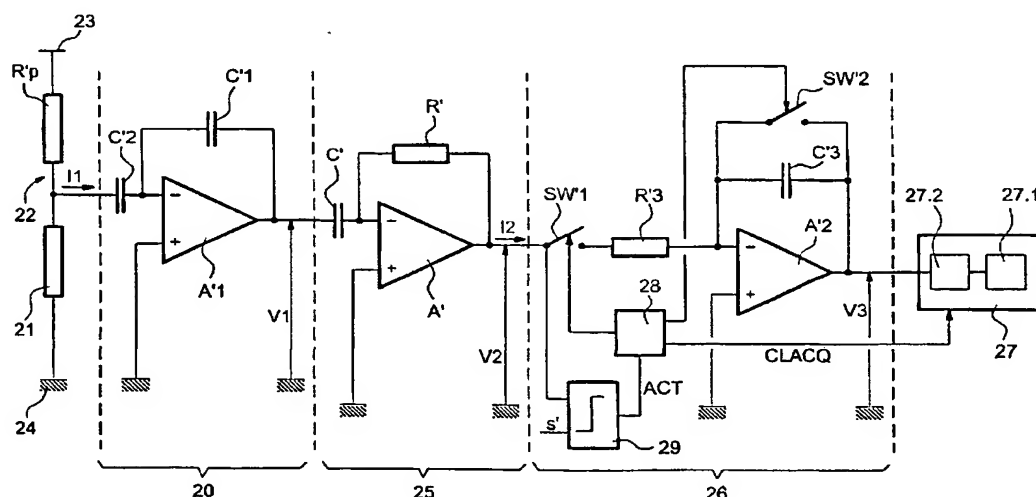 23
R'p
C'1
C'2
I1
22
21
24
A'1
V1
20
R'
C'
A'
I2
V2
25
SW'1
R'3
SW'2
C'3
A'2
28
ACT
CLACQ
s'
29
V3
26
27.2
27.1
27